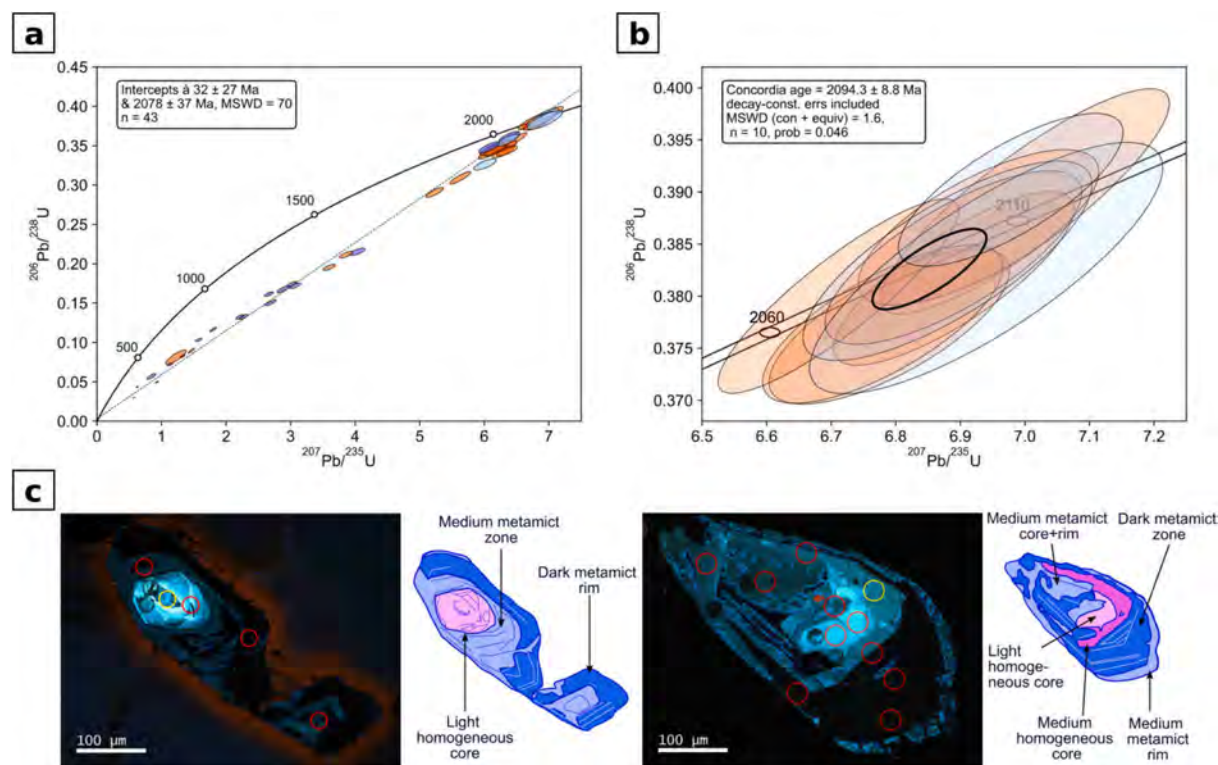 a
Intercepts à 32 ± 27 Ma
& 2078 ± 37 Ma, MSWD = 70
n = 43
0.45
0.40
0.35
0.30
0.25
0.20
0.15
0.10
0.05
0.00
206Pb/238U
500
1000
1500
2000
0
1
2
3
4
5
6
7
207Pb/235U
b
Concordia age = 2094.3 ± 8.8 Ma
decay-const. errs included
MSWD (con + equiv) = 1.6,
n = 10, prob = 0.046
0.400
0.395
0.390
0.385
0.380
0.375
0.370
206Pb/238U
2060
2110
6.5
6.6
6.7
6.8
6.9
7.0
7.1
7.2
207Pb/235U
c
100 µm
Medium metamict
zone
Dark metamict
rim
Light
homogeneous
core
100 µm
Medium metamict
core+rim
Dark metamict
zone
Light
homoge-
neous core
Medium
homogeneous
core
Medium
metamict
rim